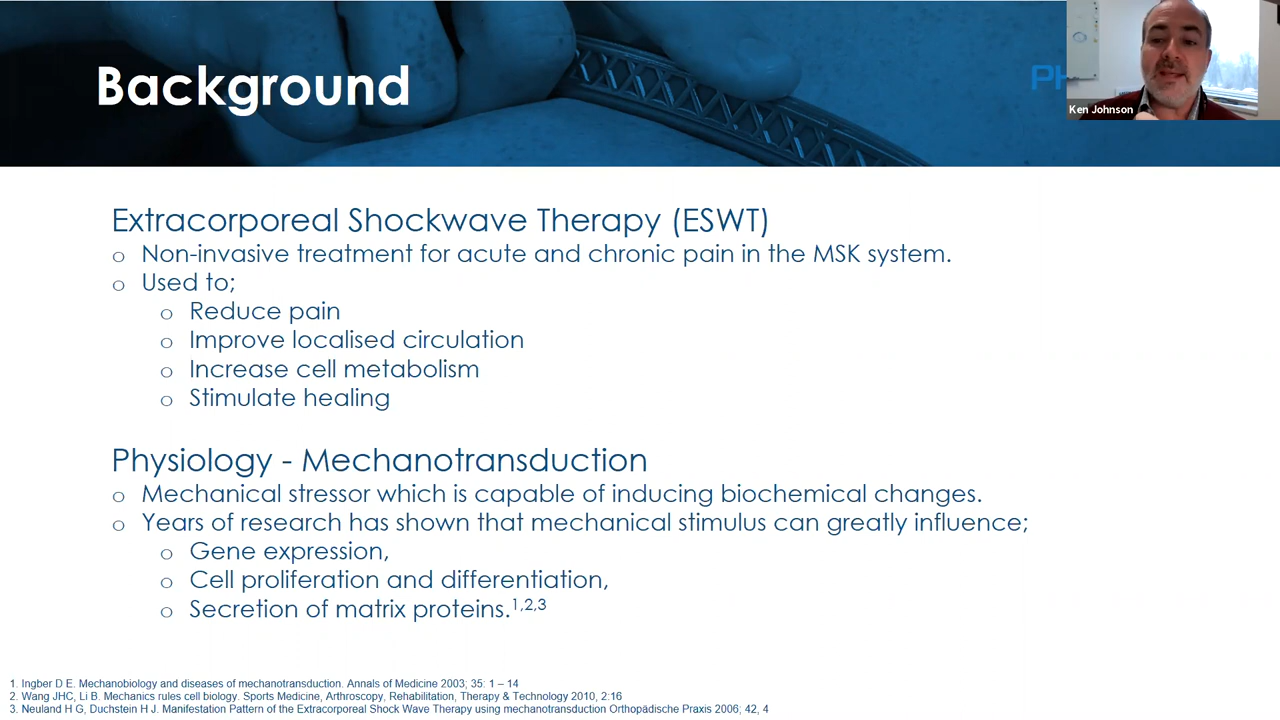 Background
PH
Ken Johnson
Extracorporeal Shockwave Therapy (ESWT)
o Non-invasive treatment for acute and chronic pain in the MSK system.
o Used to;
o Reduce pain
o Improve localised circulation
o Increase cell metabolism
o Stimulate healing
Physiology - Mechanotransduction
o Mechanical stressor which is capable of inducing biochemical changes.
o Years of research has shown that mechanical stimulus can greatly influence;
o Gene expression,
o Cell proliferation and differentiation,
o Secretion of matrix proteins.1,2,3
1. Ingber D E. Mechanobiology and diseases of mechanotransduction. Annals of Medicine 2003; 35: 1 – 14
2. Wang JHC, Li B. Mechanics rules cell biology. Sports Medicine, Arthroscopy, Rehabilitation, Therapy & Technology 2010, 2:16
3. Neuland H G, Duchstein H J. Manifestation Pattern of the Extracorporeal Shock Wave Therapy using mechanotransduction Orthopädische Praxis 2006; 42, 4